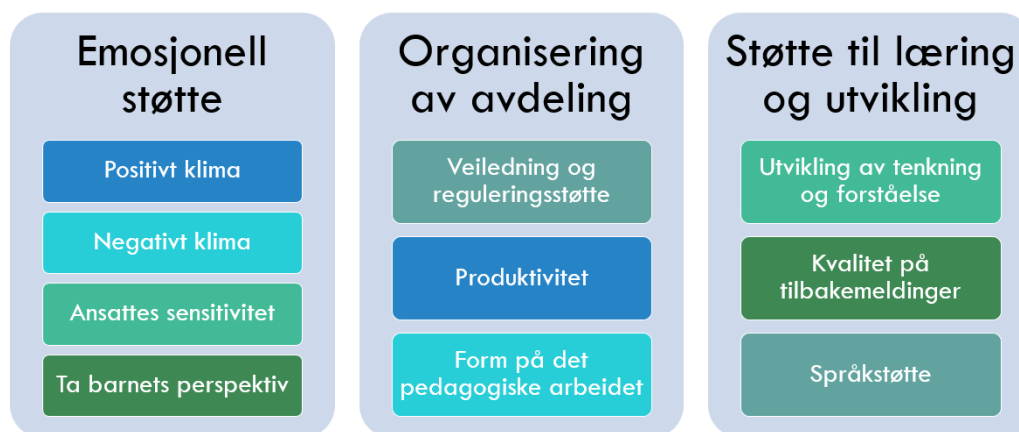 Emosjonell
støtte
Positivt klima
Negativt klima
Ansattes sensitivitet
Ta barnets perspektiv
Organisering
av avdeling
Veiledning og
reguleringsstøtte
Produktivitet
Form på det
pedagogiske arbeidet
Støtte til læring
og utvikling
Utvikling av tenkning
og forståelse
Kvalitet på
tilbakemeldinger
Språkstøtte